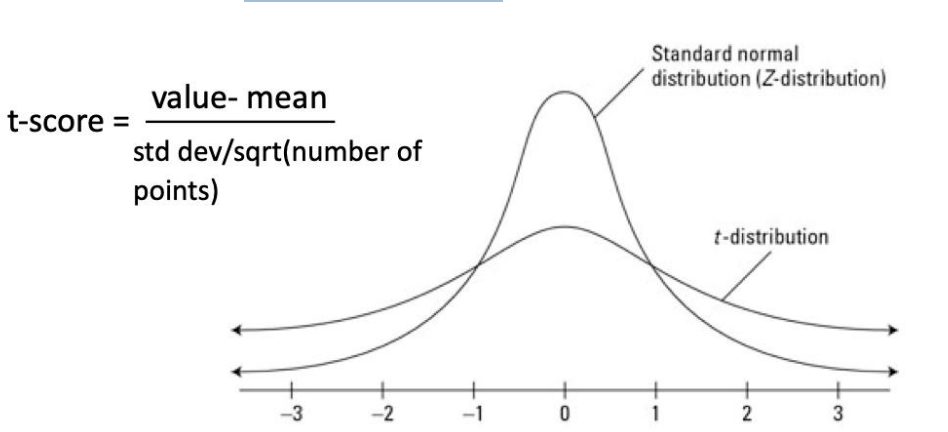 Standard normal
distribution (Z-distribution)
value- mean
t-score =
std dev/sqrt(number of
points)
t-distribution
–3 –2 –1 0 1 2 3